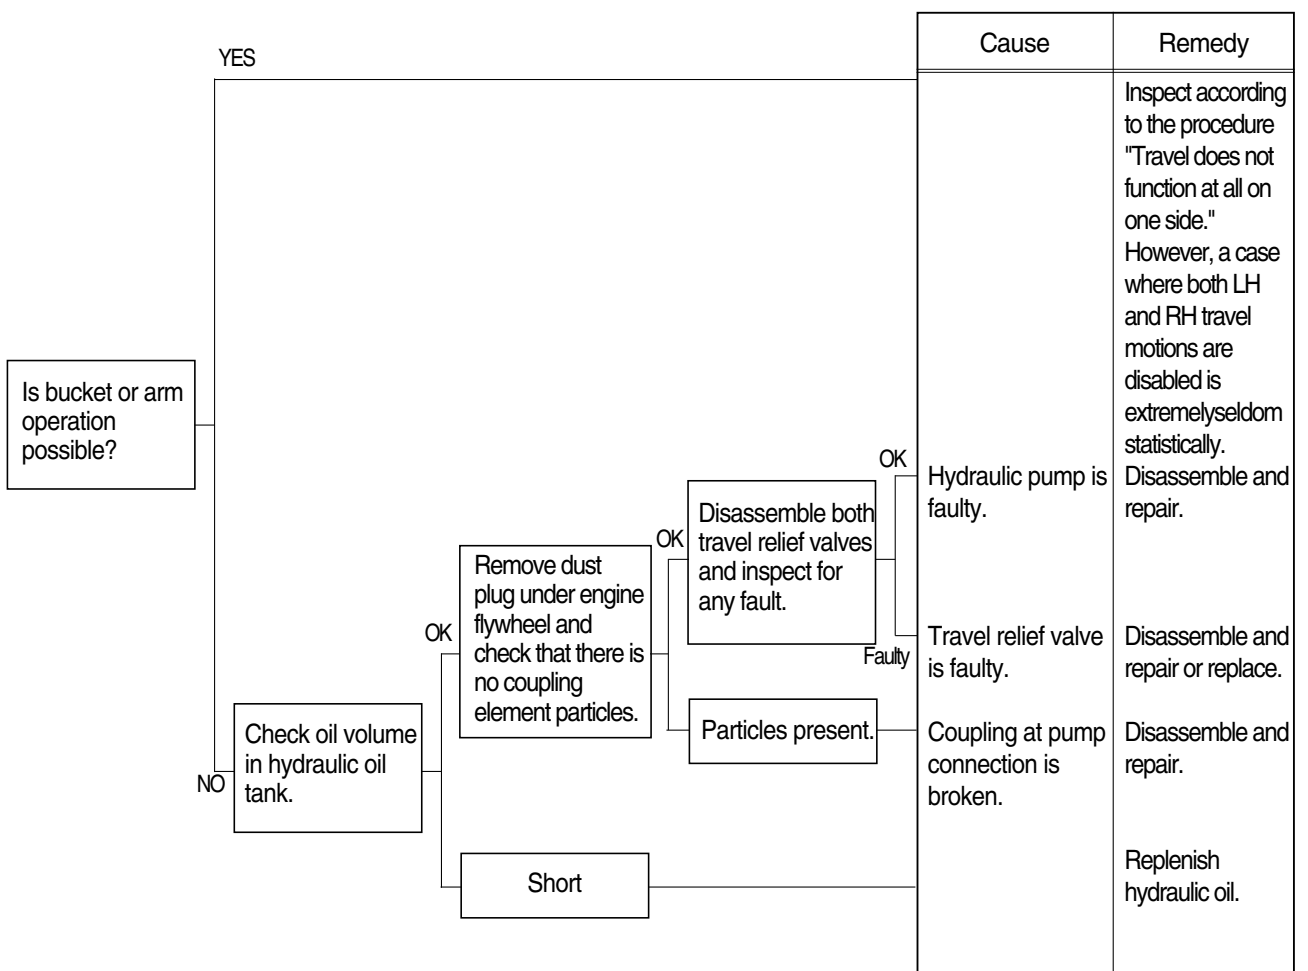 Cause
Remedy
YES
Inspect according
to the procedure
"Travel does not
function at all on
one side."
However, a case
where both LH
and RH travel
motions are
disabled is
extremelyseldom
statistically.
Is bucket or arm
operation
possible?
NO
Check oil volume
in hydraulic oil
tank.
OK
Remove dust
plug under engine
flywheel and
check that there is
no coupling
element particles.
OK
Disassemble both
travel relief valves
and inspect for
any fault.
OK
Hydraulic pump is
faulty.
Disassemble and
repair.
Faulty
Travel relief valve
is faulty.
Disassemble and
repair or replace.
Particles present.
Coupling at pump
connection is
broken.
Disassemble and
repair.
Short
Replenish
hydraulic oil.